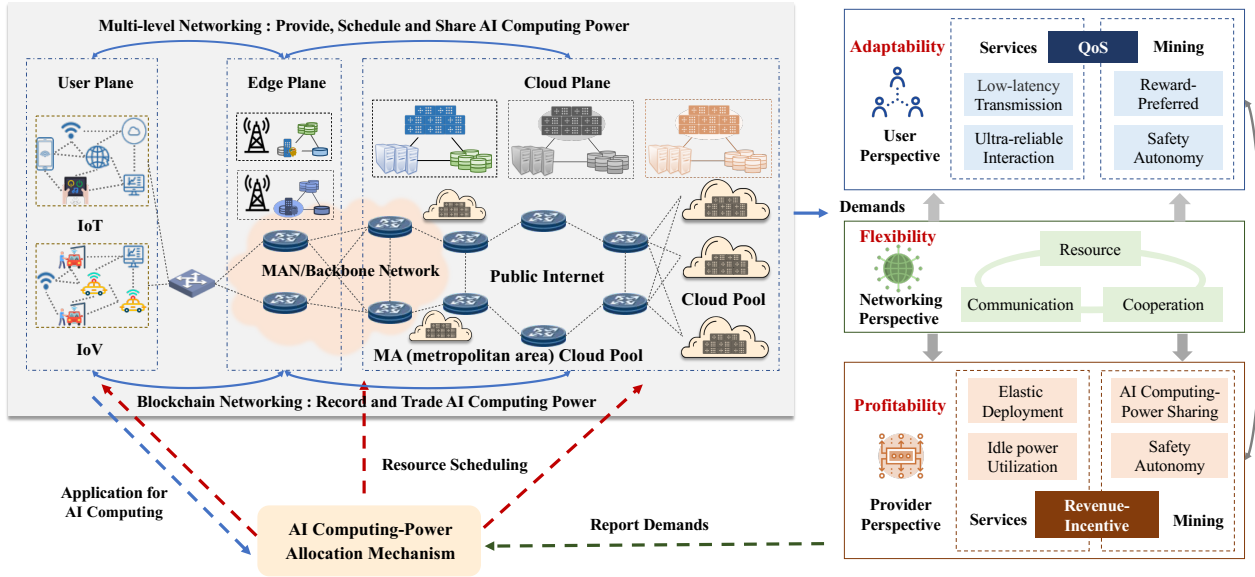 Multi-level Networking : Provide, Schedule and Share AI Computing Power
User Plane
Edge Plane
Cloud Plane
IoT
IoV
MAN/Backbone Network
Public Internet
Cloud Pool
MA (metropolitan area) Cloud Pool
Blockchain Networking : Record and Trade AI Computing Power
Application for
AI Computing
Resource Scheduling
AI Computing-Power
Allocation Mechanism
Report Demands
Demands
Adaptability
User
Perspective
Services
QoS
Mining
Low-latency
Transmission
Reward-
Preferred
Ultra-reliable
Interaction
Safety
Autonomy
Flexibility
Networking
Perspective
Resource
Communication
Cooperation
Profitability
Provider
Perspective
Elastic
Deployment
AI Computing-
Power Sharing
Idle power
Utilization
Safety
Autonomy
Services
Revenue-
Incentive
Mining